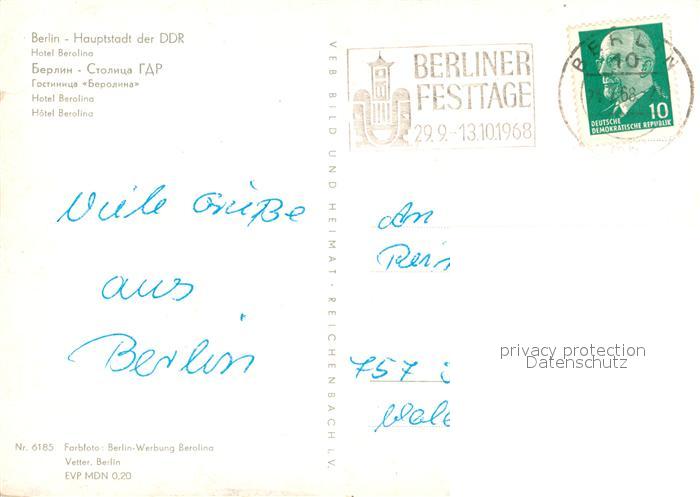 Berlin - Hauptstadt der DDR
Hotel Berolina
Берлин - Столица ГДР
Гостиница «Беролина»
Hotel Berolina
Hôtel Berolina
Viele Grüße
aus
Berlin
Nr. 6185 Farbfoto: Berlin-Werbung Berolina
Vetter, Berlin
EVP MDN 0,20
VEB BILD UND HEIMAT · REICHENBACH I. V.
BERLINER
FESTTAGE
29. 9. - 13. 10. 1968
BERLIN
10
DEUTSCHE
DEMOKRATISCHE REPUBLIK
An
757
privacy protection
Datenschutz